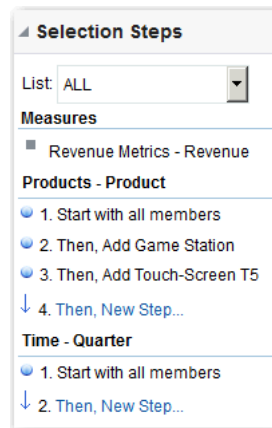 Selection Steps
List: ALL
Measures
Revenue Metrics - Revenue
Products - Product
1. Start with all members
2. Then, Add Game Station
3. Then, Add Touch-Screen T5
4. Then, New Step...
Time - Quarter
1. Start with all members
2. Then, New Step...